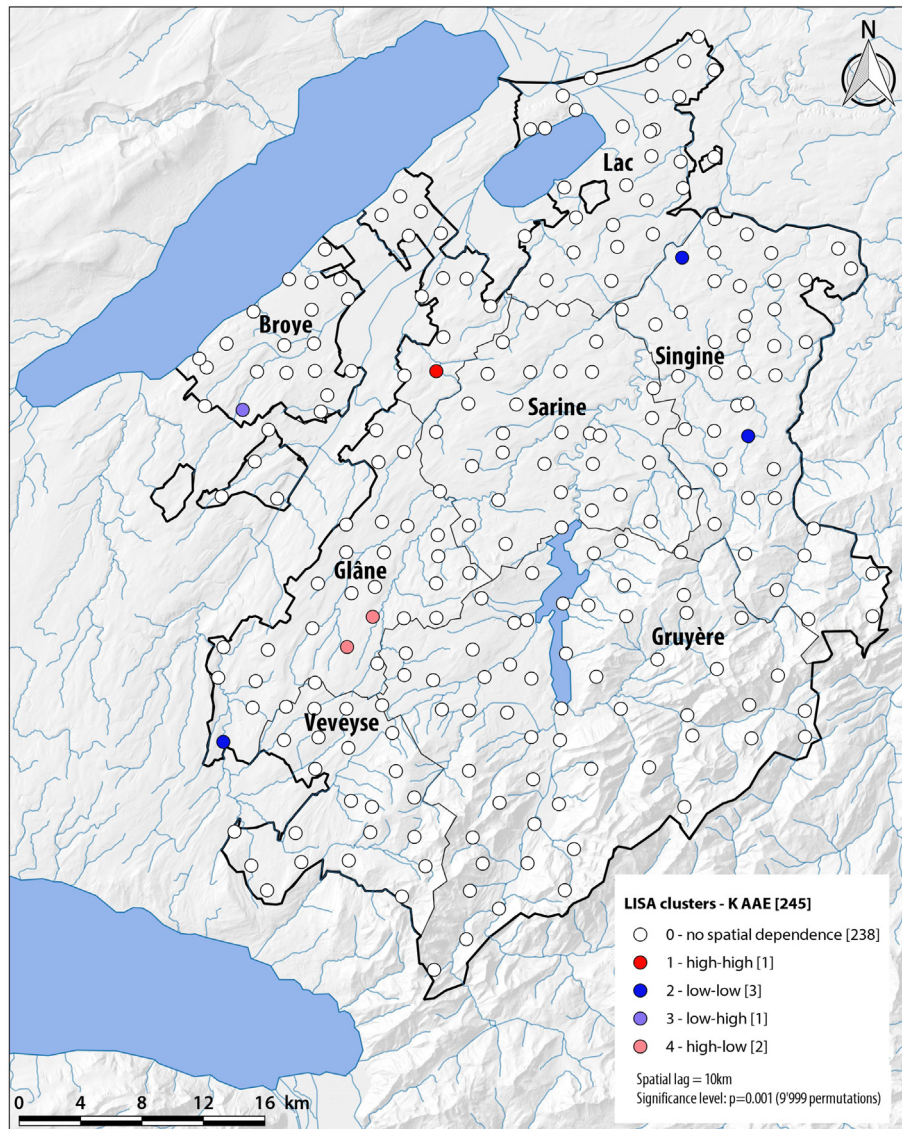 N
Lac
Broye
Singine
Sarine
Glâne
Gruyère
Veveyse
LISA clusters - K AAE [245]
0 - no spatial dependence [238]
1 - high-high [1]
2 - low-low [3]
3 - low-high [1]
4 - high-low [2]
Spatial lag = 10km
Significance level: p=0.001 (9'999 permutations)
0 4 8 12 16 km